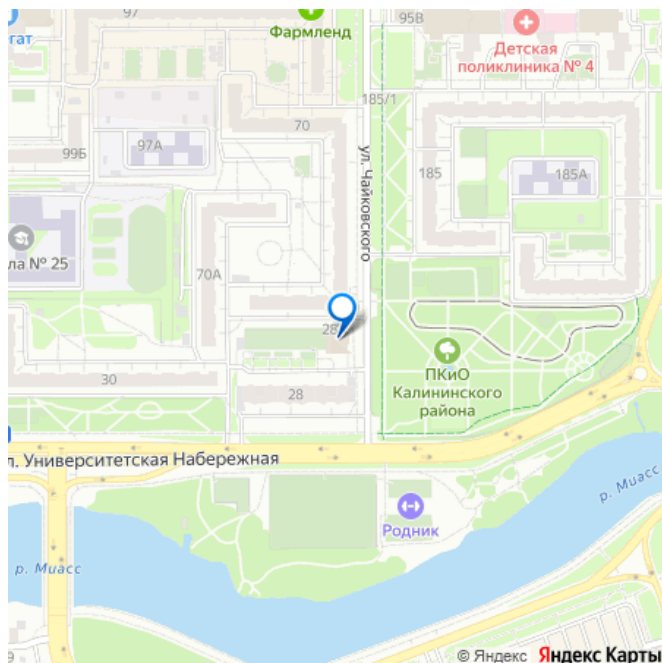 97
Фармленд
95В
гат
Детская
поликлиника № 4
185/1
70
97А
99Б
ул. Чайковского
185
185А
ла № 25
70А
28
ПКиО
Калининского
района
30
28
л. Университетская Набережная
р. Миасс
Родник
р. Миасс
© Яндекс Яндекс Карты